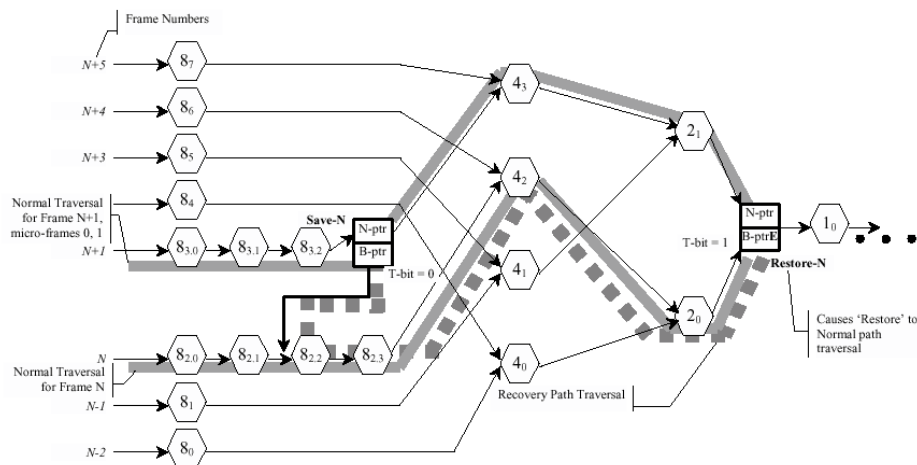 Frame Numbers
N+5
8₇
4₃
N+4
8₆
2₁
N+3
8₅
4₂
Normal Traversal
for Frame N+1,
micro-frames 0, 1
8₄
Save-N
N-ptr
B-ptr
T-bit = 0
N+1
8₃.₀
8₃.₁
8₃.₂
4₁
N-ptr
B-ptrE
T-bit = 1
1₀
Restore-N
Causes ‘Restore’ to
Normal path
traversal
2₀
N
8₂.₀
8₂.₁
8₂.₂
8₂.₃
Normal Traversal
for Frame N
4₀
Recovery Path Traversal
N-1
8₁
N-2
8₀